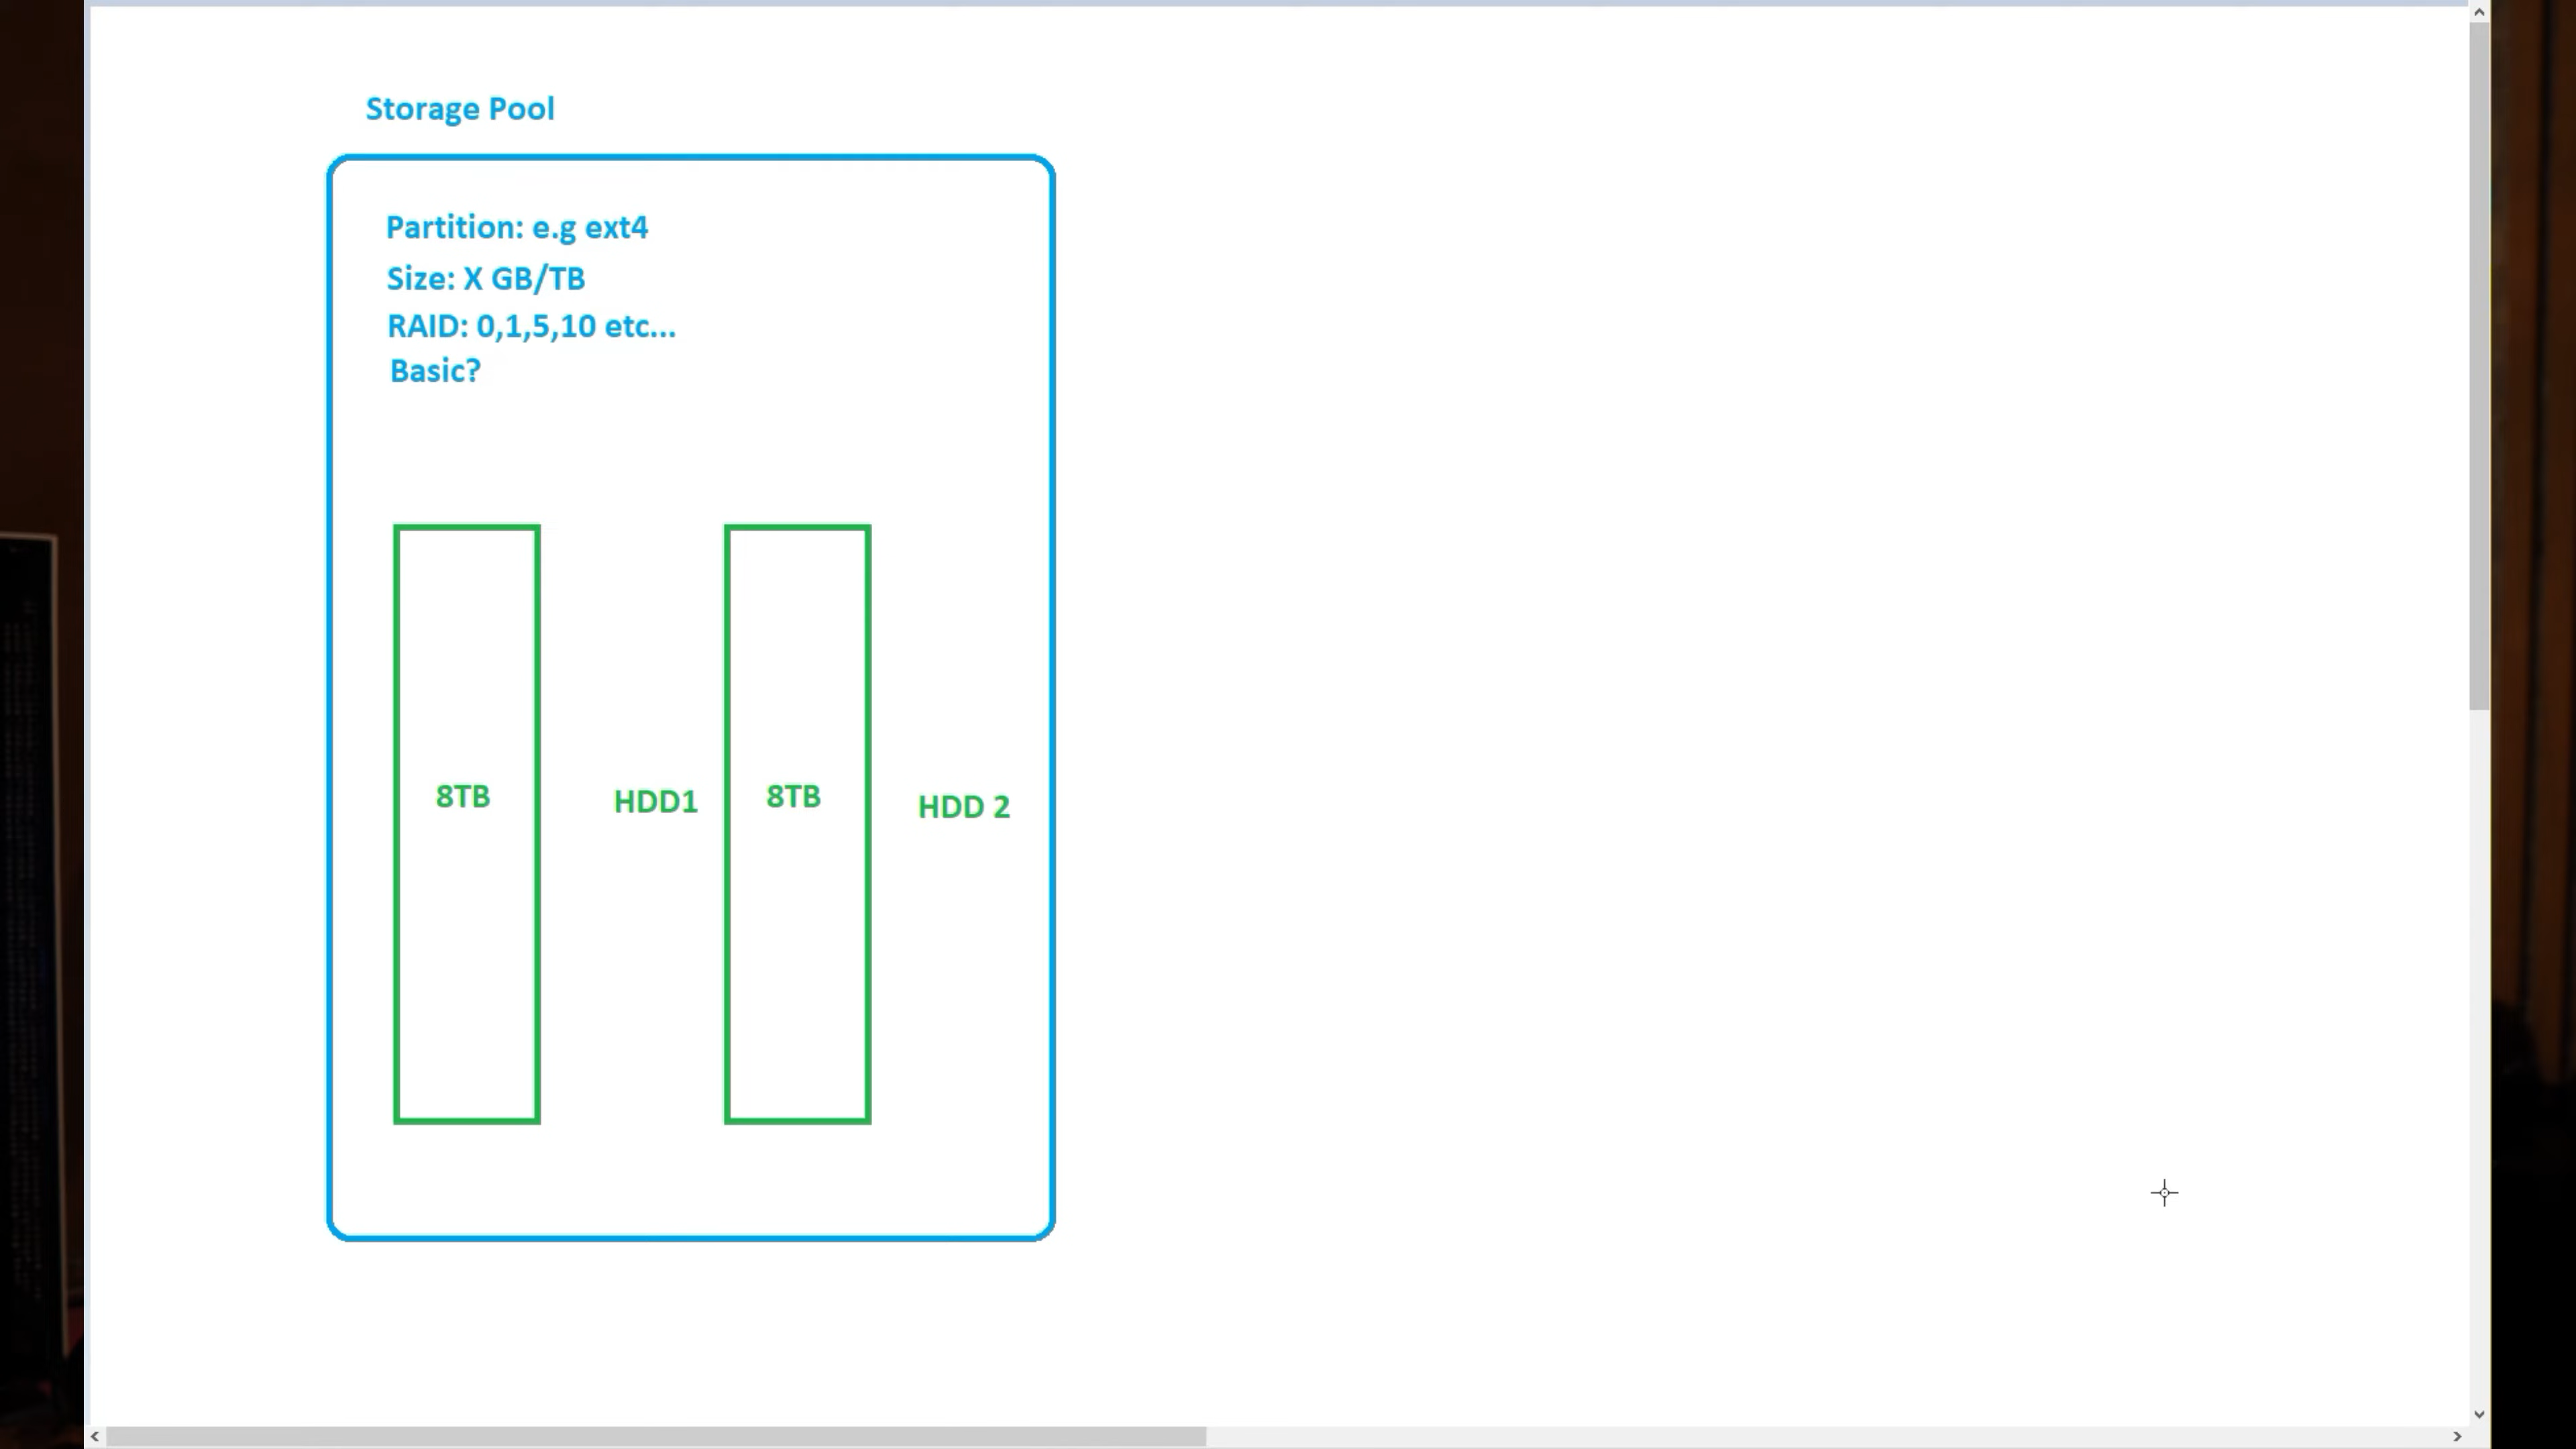 Storage Pool
Partition: e.g ext4
Size: X GB/TB
RAID: 0,1,5,10 etc...
Basic?
8TB
HDD1
8TB
HDD 2